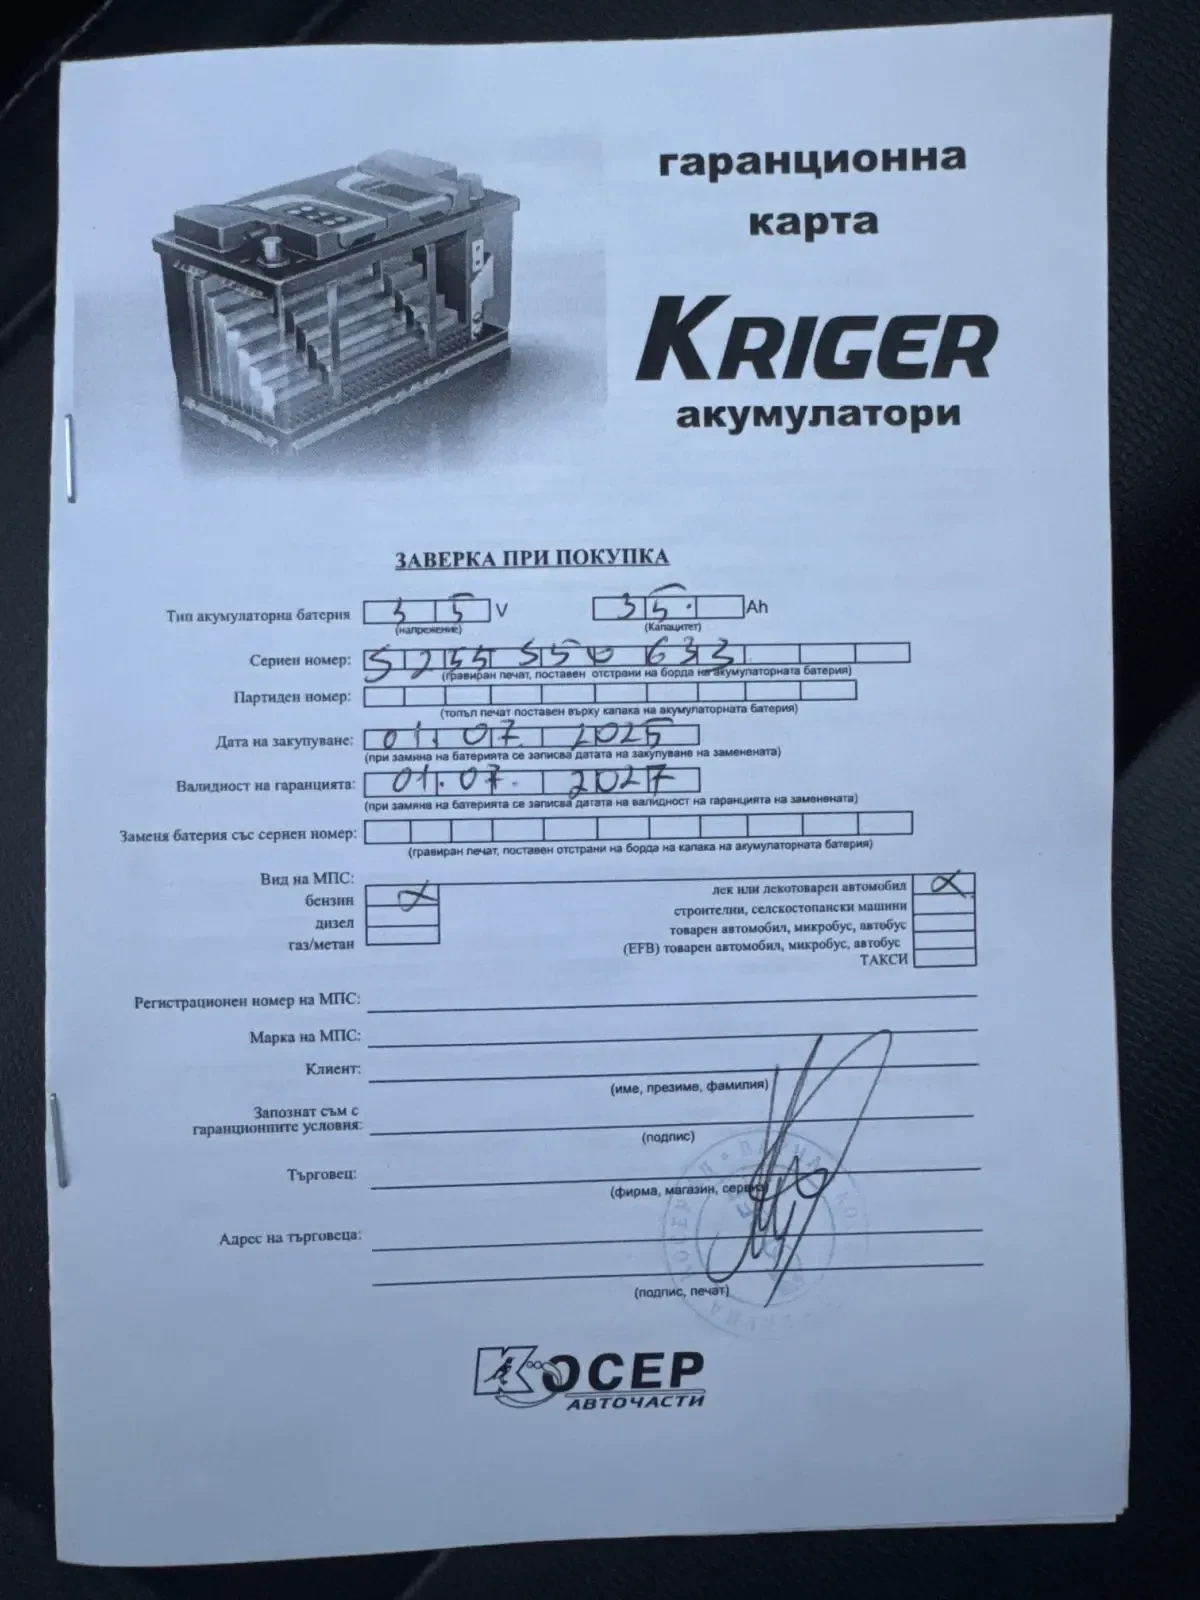 гаранционна
карта
KRIGER
акумулатори
ЗАВЕРКА ПРИ ПОКУПКА
Тип акумулаторна батерия 35 V 35. Ah
(напрежение) (Капацитет)
Сериен номер: 5255 550 633
(гравиран печат, поставен отстрани на борда на акумулаторната батерия)
Партиден номер:
(топъл печат поставен върху капака на акумулаторната батерия)
Дата на закупуване: 01. 07. 2025
(при замяна на батерията се записва датата на закупуване на заменената)
Валидност на гаранцията: 01.07. 2027
(при замяна на батерията се записва датата на валидност на гаранцията на заменената)
Заменя батерия със сериен номер:
(гравиран печат, поставен отстрани на борда на капака на акумулаторната батерия)
Вид на МПС: лек или лекотоварен автомобил
бензин строителни, селскостопански машини
дизел товарен автомобил, микробус, автобус
газ/метан (EFB) товарен автомобил, микробус, автобус
ТАКСИ
Регистрационен номер на МПС:
Марка на МПС:
Клиент:
(име, презиме, фамилия)
Запознат съм с
гаранционните условия:
(подпис)
Търговец:
(фирма, магазин, сервиз)
Адрес на търговеца:
(подпис, печат)
КОСЕР
АВТОЧАСТИ